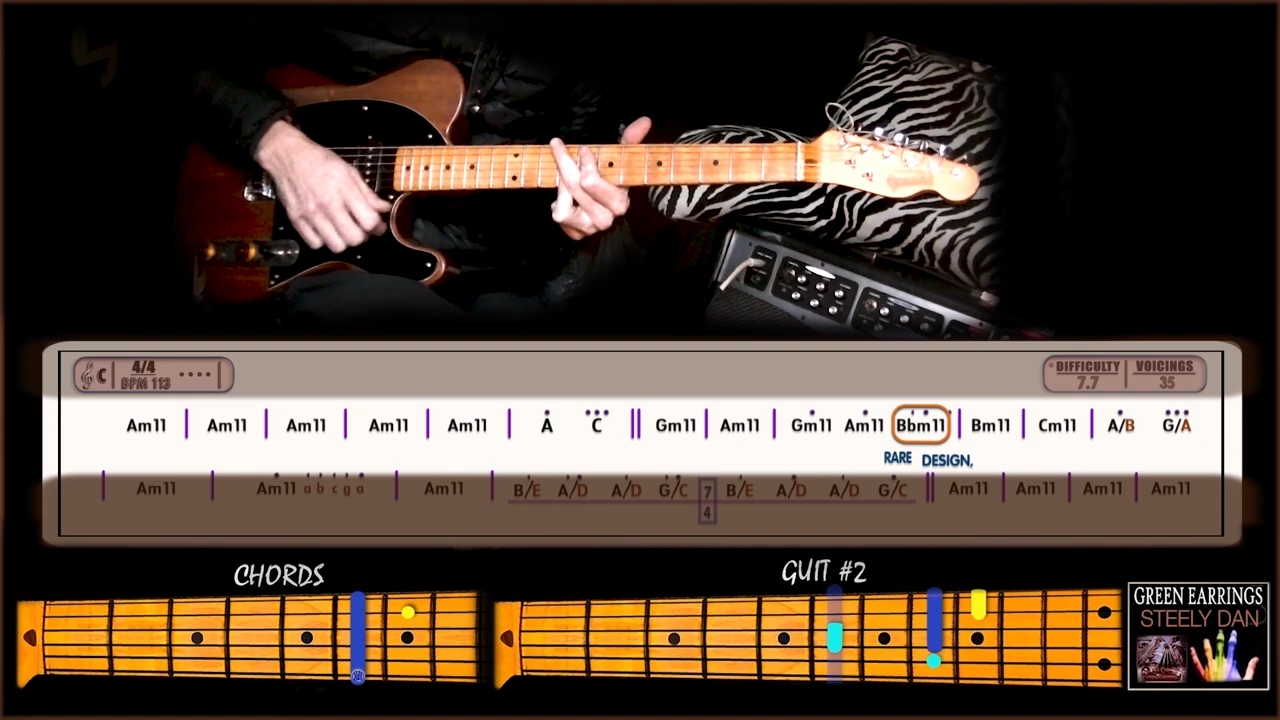 C 4/4 BPM 113 ....
DIFFICULTY 7.7 VOICINGS 35
Am11 | Am11 | Am11 | Am11 | Am11 | A C || Gm11 | Am11 | Gm11 Am11 Bbm11 | Bm11 | Cm11 | A/B G/A
RARE DESIGN,
| Am11 | Am11 a b c g a | Am11 | B/E A/D A/D G/C 7/4 B/E A/D A/D G/C || Am11 | Am11 | Am11 | Am11
CHORDS
GUIT #2
GREEN EARRINGS
STEELY DAN